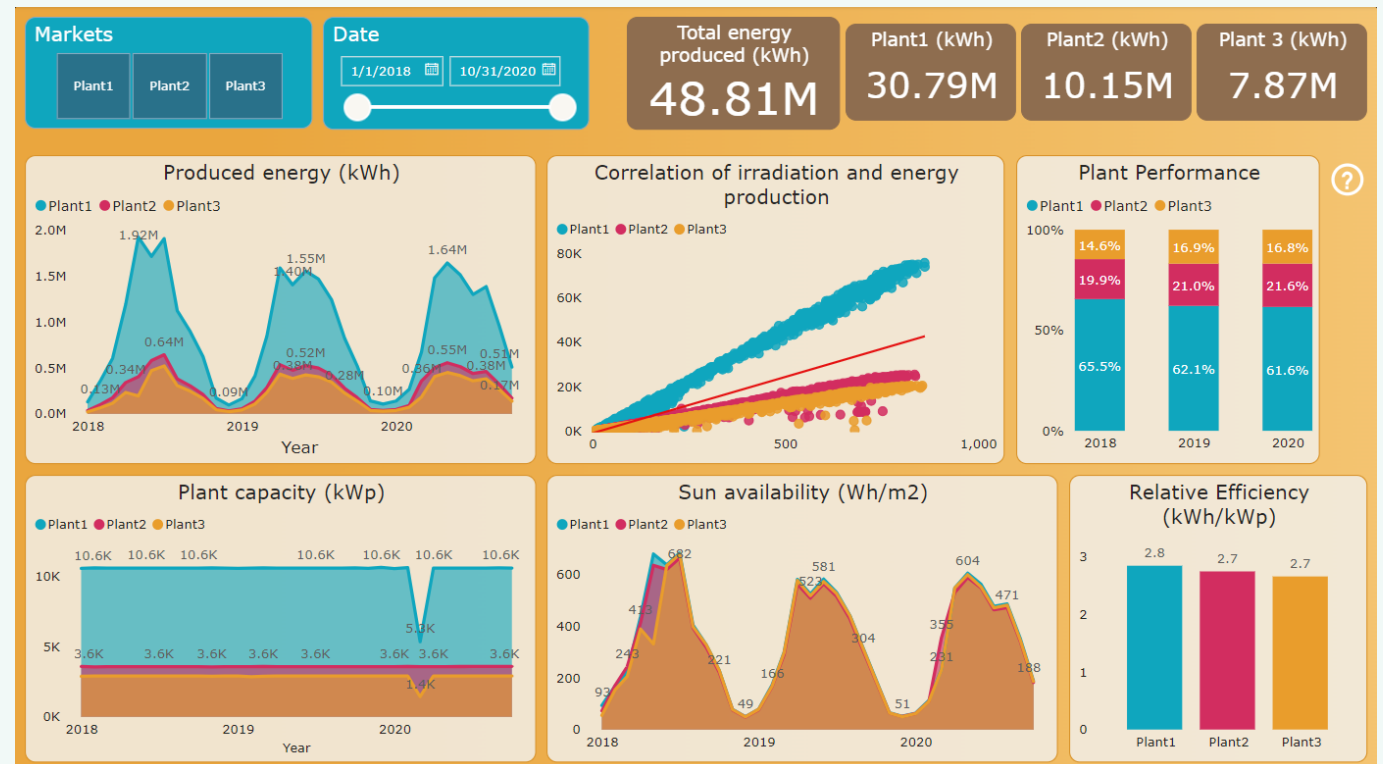 Markets
Plant1 Plant2 Plant3
Date
1/1/2018 10/31/2020
Total energy
produced (kWh)
48.81M
Plant1 (kWh)
30.79M
Plant2 (kWh)
10.15M
Plant 3 (kWh)
7.87M
Produced energy (kWh)
Plant1 Plant2 Plant3
2.0M
1.5M
1.0M
0.5M
0.0M
1.92M
1.55M
1.40M
1.64M
0.64M
0.52M
0.55M
0.51M
0.34M
0.28M
0.28M
0.36M
0.38M
0.13M
0.09M
0.10M
0.17M
2018 2019 2020
Year
Correlation of irradiation and energy
production
Plant1 Plant2 Plant3
80K
60K
40K
20K
0K
0 500 1,000
Plant Performance
Plant1 Plant2 Plant3
100%
50%
0%
14.6% 16.9% 16.8%
19.9% 21.0% 21.6%
65.5% 62.1% 61.6%
2018 2019 2020
?
Plant capacity (kWp)
Plant1 Plant2 Plant3
10K
5K
0K
10.6K 10.6K 10.6K 10.6K 10.6K 10.6K 10.6K
5.3K
3.6K 3.6K 3.6K 3.6K 3.6K 3.6K 3.6K
1.4K
2018 2019 2020
Year
Sun availability (Wh/m2)
Plant1 Plant2 Plant3
600
400
200
0
682
581
523
604
471
413
243
221
93
49
166
304
51
355
231
188
2018 2019 2020
Relative Efficiency
(kWh/kWp)
3
2
1
0
2.8 2.7 2.7
Plant1 Plant2 Plant3